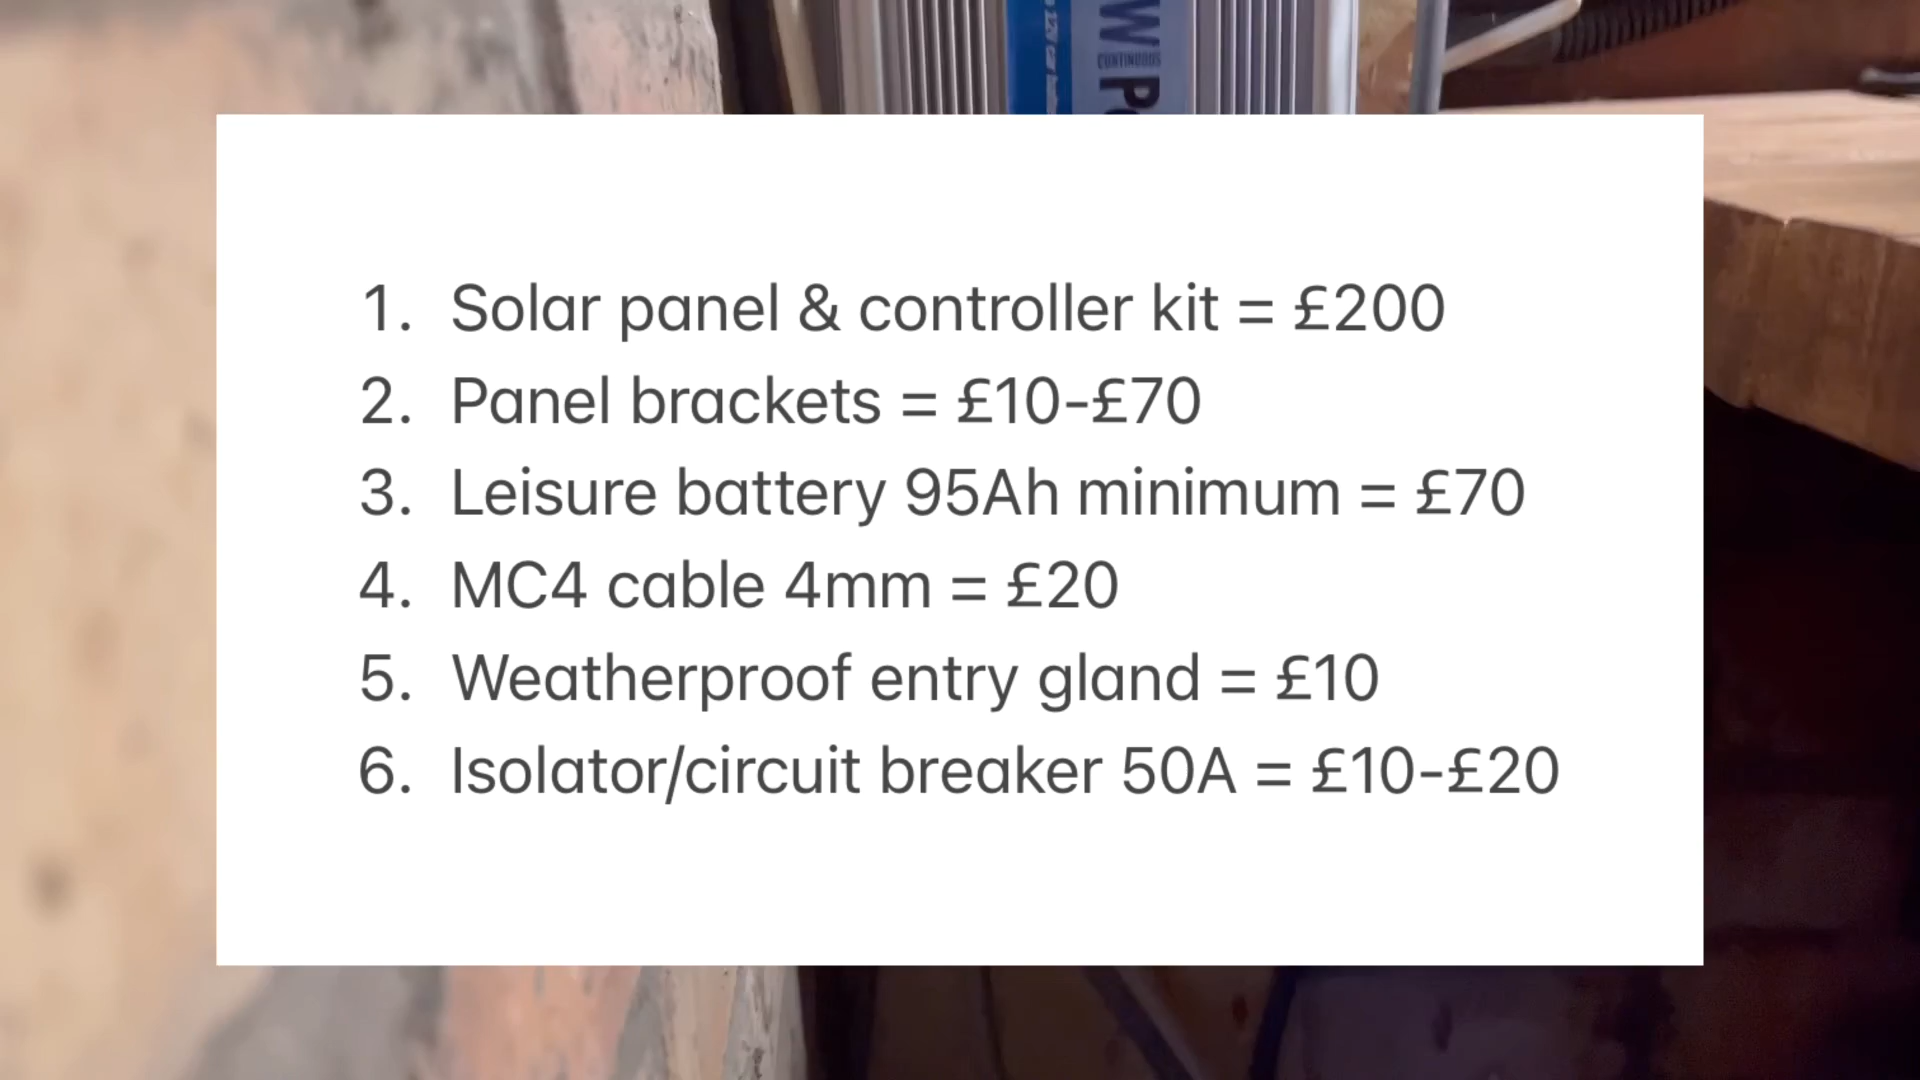 12V
W
CONTINUOUS
1. Solar panel & controller kit = £200
2. Panel brackets = £10-£70
3. Leisure battery 95Ah minimum = £70
4. MC4 cable 4mm = £20
5. Weatherproof entry gland = £10
6. Isolator/circuit breaker 50A = £10-£20